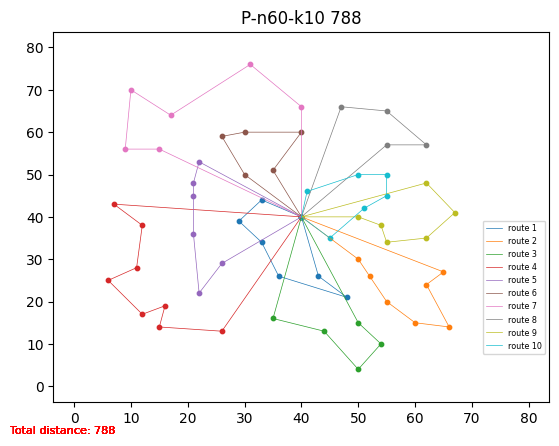 P-n60-k10 788
80
70
60
50
40
30
20
10
0
0 10 20 30 40 50 60 70 80
route 1
route 2
route 3
route 4
route 5
route 6
route 7
route 8
route 9
route 10
Total distance: 788